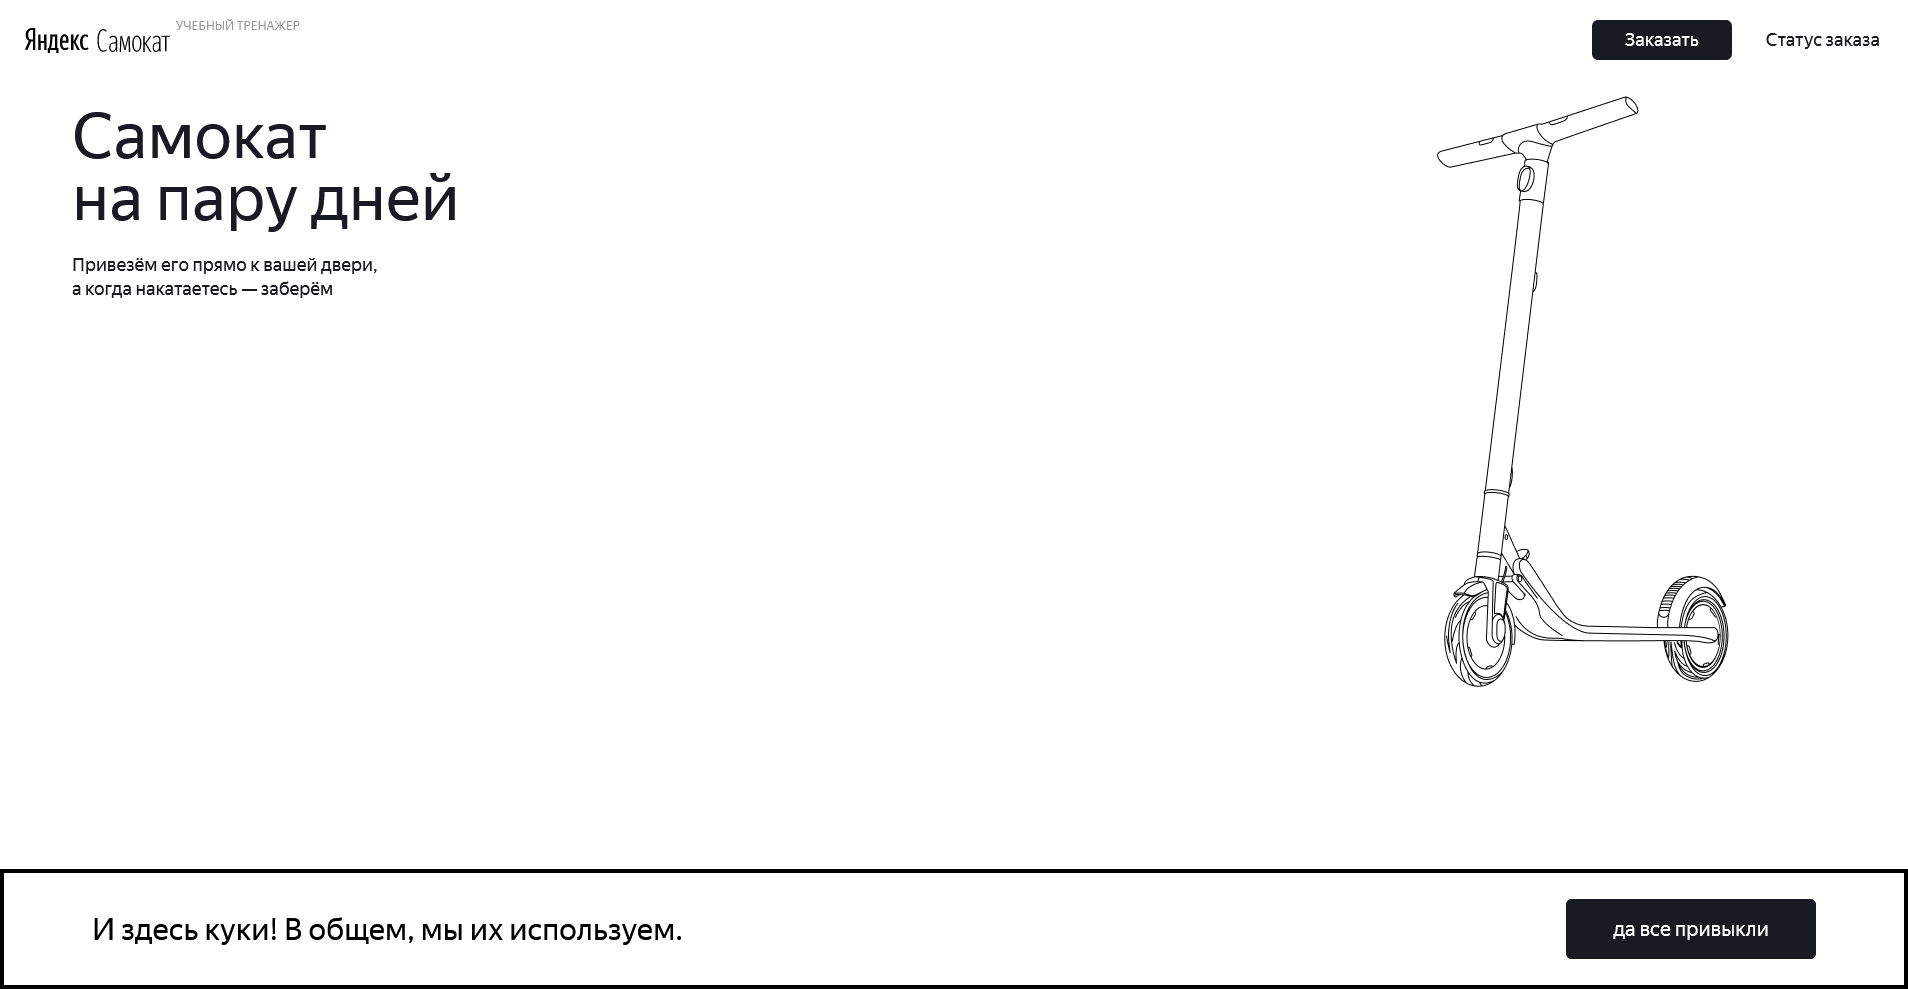 Яндекс Самокат
УЧЕБНЫЙ ТРЕНАЖЕР
Заказать
Статус заказа
Самокат
на пару дней
Привезём его прямо к вашей двери,
а когда накатаетесь — заберём
И здесь куки! В общем, мы их используем.
да все привыкли